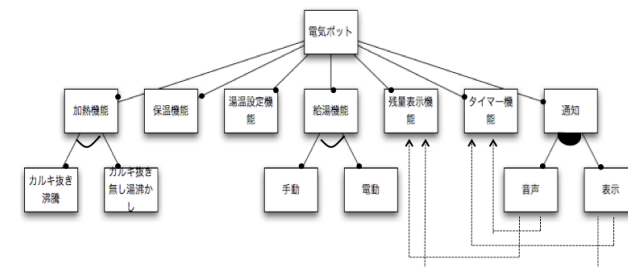 電気ポット
加熱機能
保温機能
湯温設定機
能
給湯機能
残量表示機
能
タイマー機
能
通知
カルキ抜き
沸騰
カルキ抜き
無し湯沸か
し
手動
電動
音声
表示